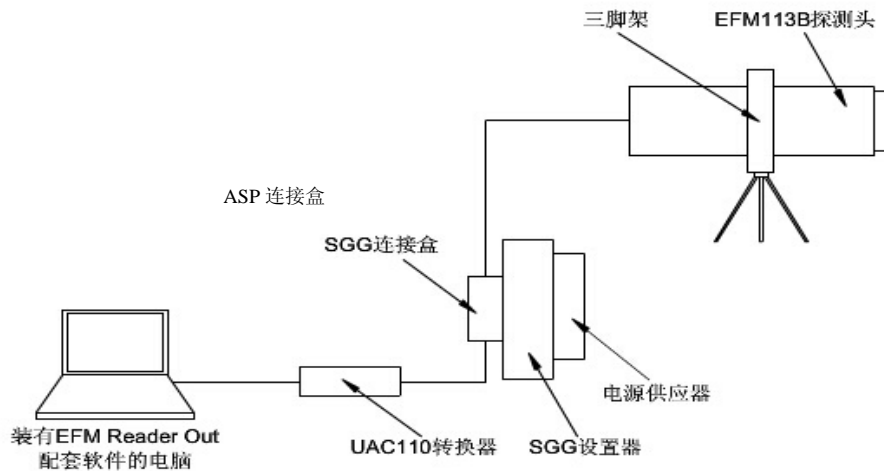 三脚架
EFM113B探测头
ASP 连接盒
SGG连接盒
电源供应器
装有EFM Reader Out
配套软件的电脑
UAC110转换器
SGG设置器